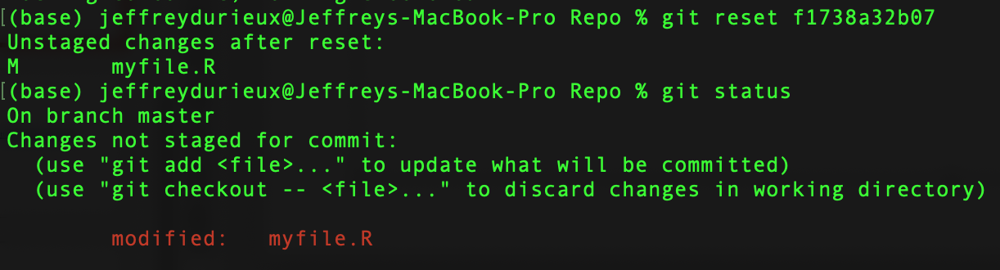 [(base) jeffreydurieux@Jeffreys-MacBook-Pro Repo % git reset f1738a32b07
Unstaged changes after reset:
M       myfile.R
[(base) jeffreydurieux@Jeffreys-MacBook-Pro Repo % git status
On branch master
Changes not staged for commit:
  (use "git add <file>..." to update what will be committed)
  (use "git checkout -- <file>..." to discard changes in working directory)
        modified:   myfile.R